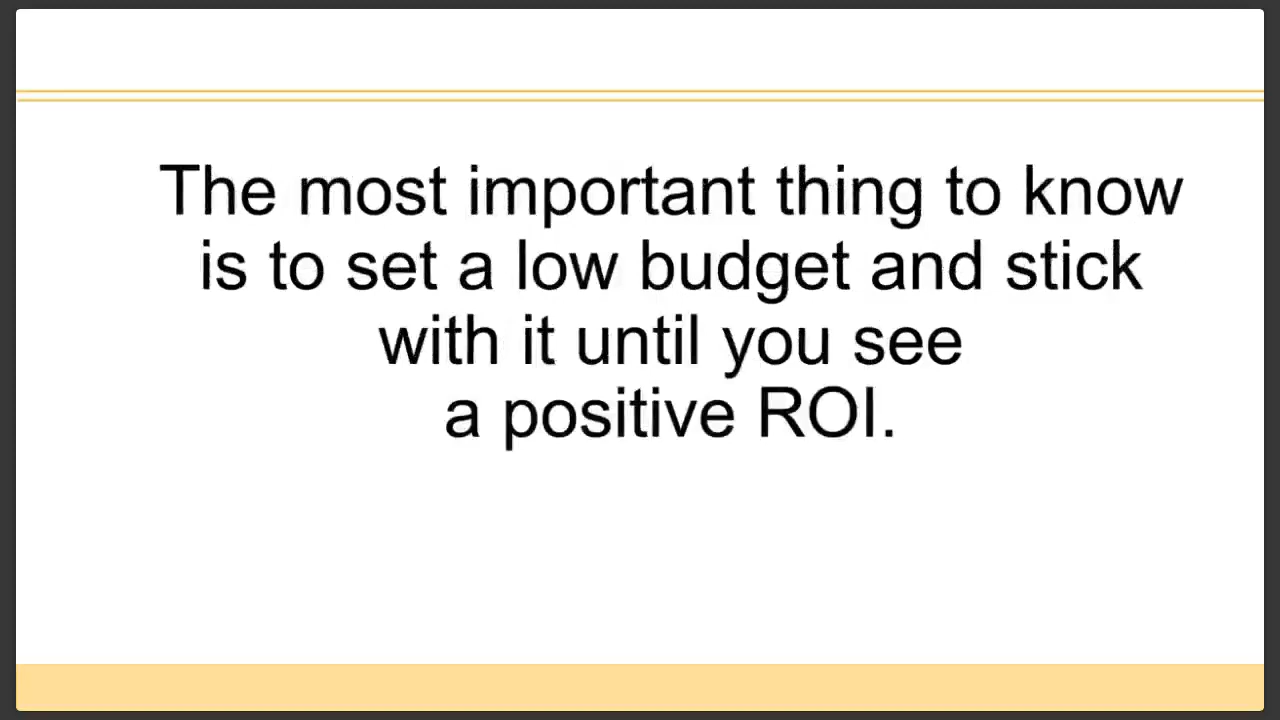 The most important thing to know
is to set a low budget and stick
with it until you see
a positive ROI.